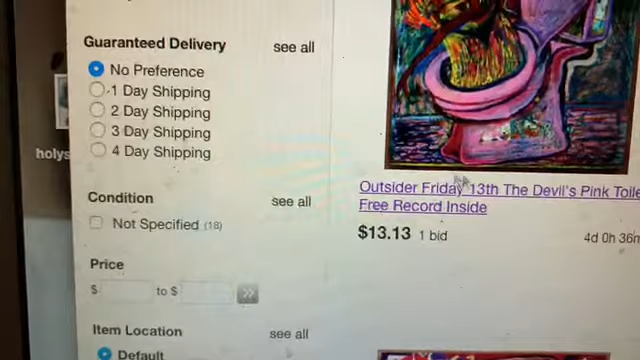 Guaranteed Delivery see all
No Preference
1 Day Shipping
2 Day Shipping
3 Day Shipping
4 Day Shipping
holys
Condition see all
Not Specified (18)
Price
$ to $ »
Item Location see all
Default
Outsider Friday 13th The Devil's Pink Toile
Free Record Inside
$13.13 1 bid 4d 0h 36m